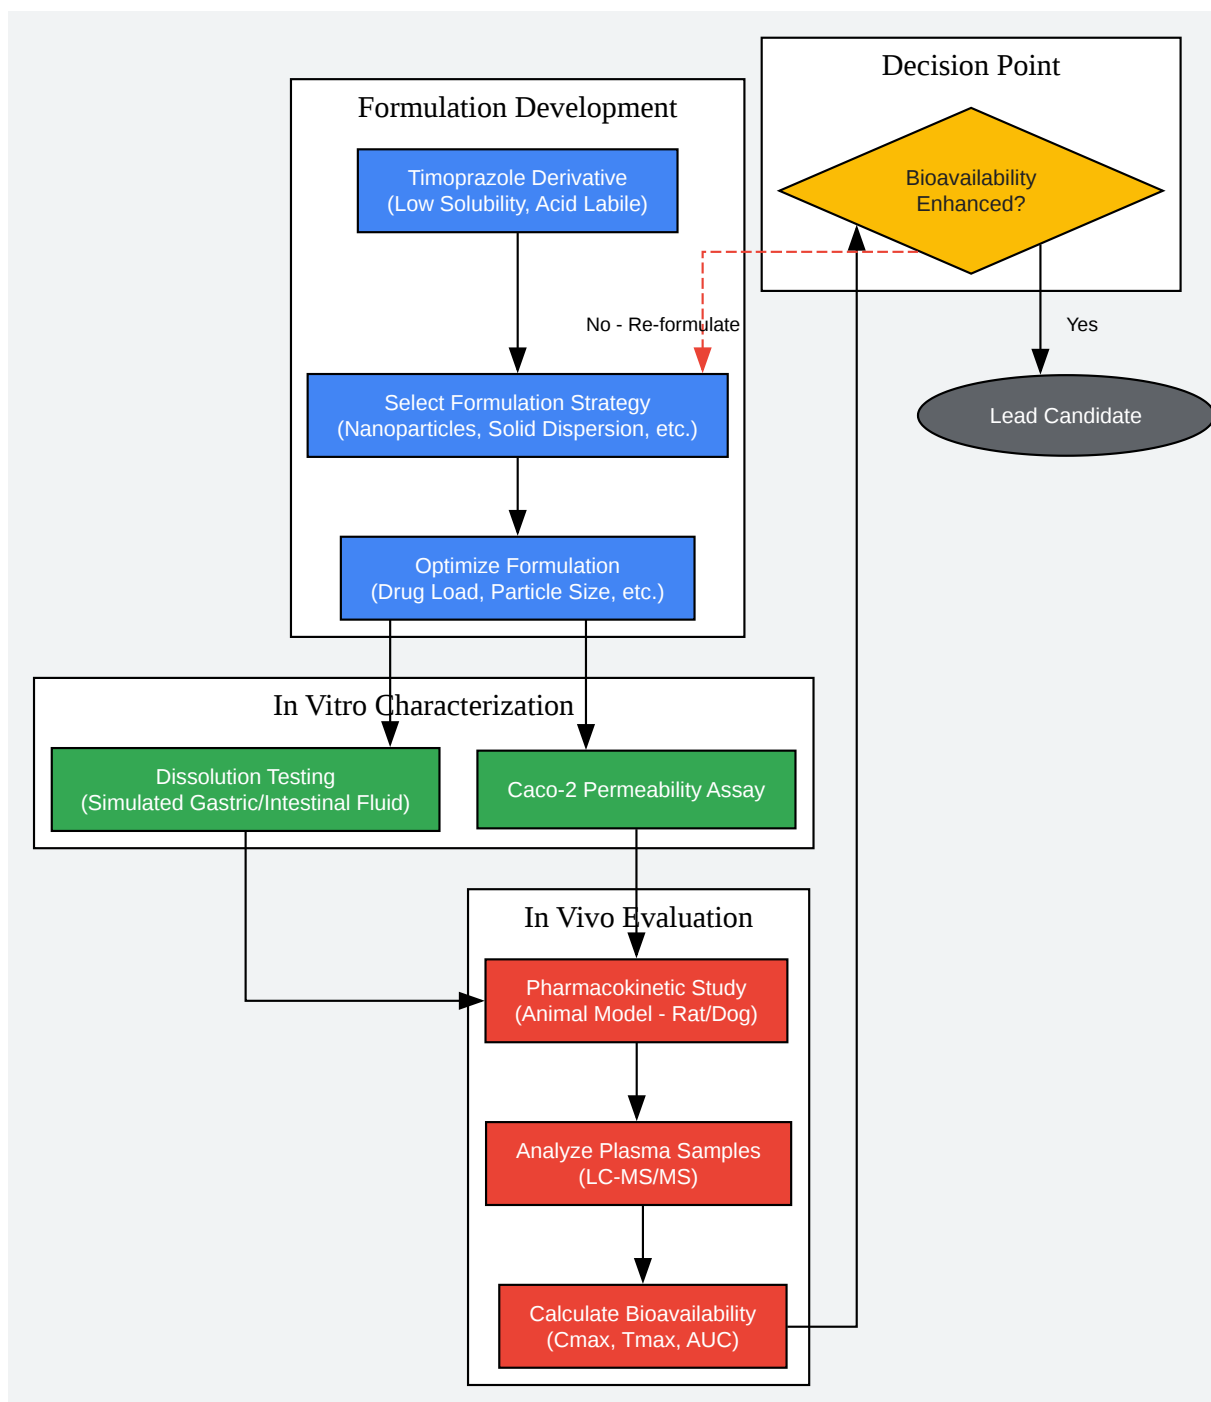 Decision Point
Bioavailability
Enhanced?
Formulation Development
Timoprazole Derivative
(Low Solubility, Acid Labile)
No - Re-formulate
Yes
Select Formulation Strategy
(Nanoparticles, Solid Dispersion, etc.)
Lead Candidate
Optimize Formulation
(Drug Load, Particle Size, etc.)
In Vitro Characterization
Dissolution Testing
(Simulated Gastric/Intestinal Fluid)
Caco-2 Permeability Assay
In Vivo Evaluation
Pharmacokinetic Study
(Animal Model - Rat/Dog)
Analyze Plasma Samples
(LC-MS/MS)
Calculate Bioavailability
(Cmax, Tmax, AUC)